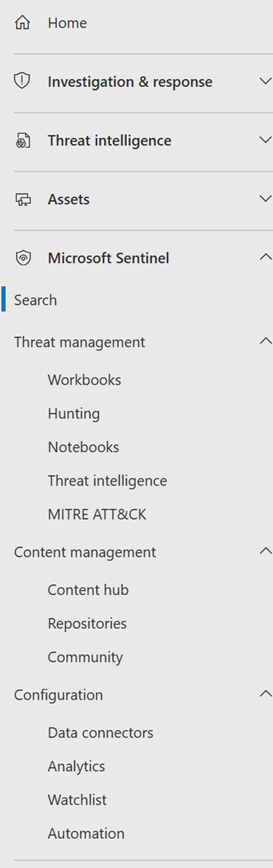 Home
Investigation & response
Threat intelligence
Assets
Microsoft Sentinel
Search
Threat management
Workbooks
Hunting
Notebooks
Threat intelligence
MITRE ATT&CK
Content management
Content hub
Repositories
Community
Configuration
Data connectors
Analytics
Watchlist
Automation